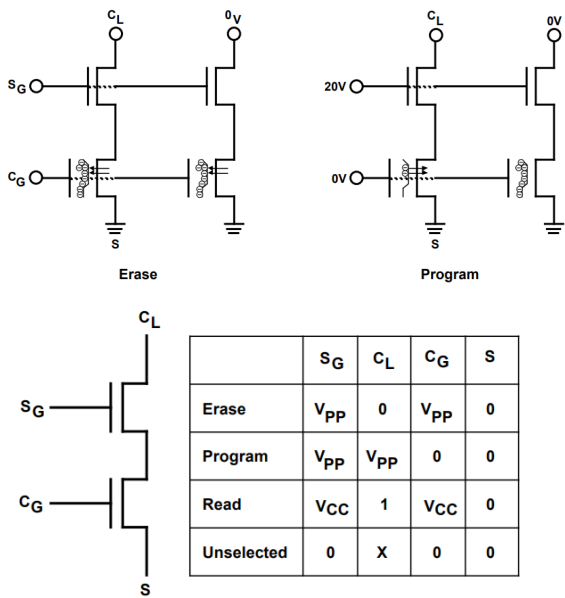 CL 0V CL 0V
SG 20V
CG 0V
S S
Erase Program
CL
SG
CG
S
SG CL CG S
Erase VPP 0 VPP 0
Program VPP VPP 0 0
Read VCC 1 VCC 0
Unselected 0 X 0 0